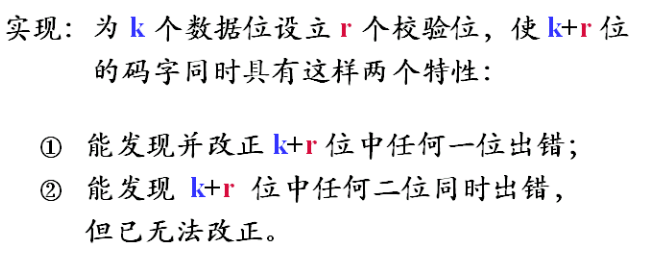 实现：为 k 个数据位设立 r 个校验位，使 k+r 位
的码字同时具有这样两个特性：
① 能发现并改正 k+r 位中任何一位出错；
② 能发现 k+r 位中任何二位同时出错，
但已无法改正。